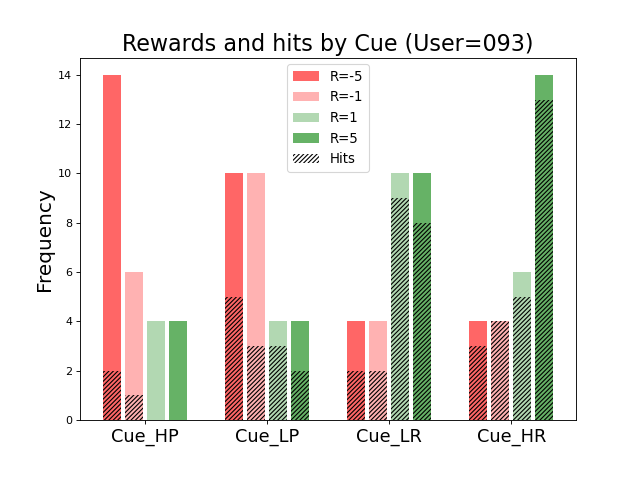 Rewards and hits by Cue (User=093)
R=-5
R=-1
R=1
R=5
Hits
Frequency
14
12
10
8
6
4
2
0
Cue_HP
Cue_LP
Cue_LR
Cue_HR